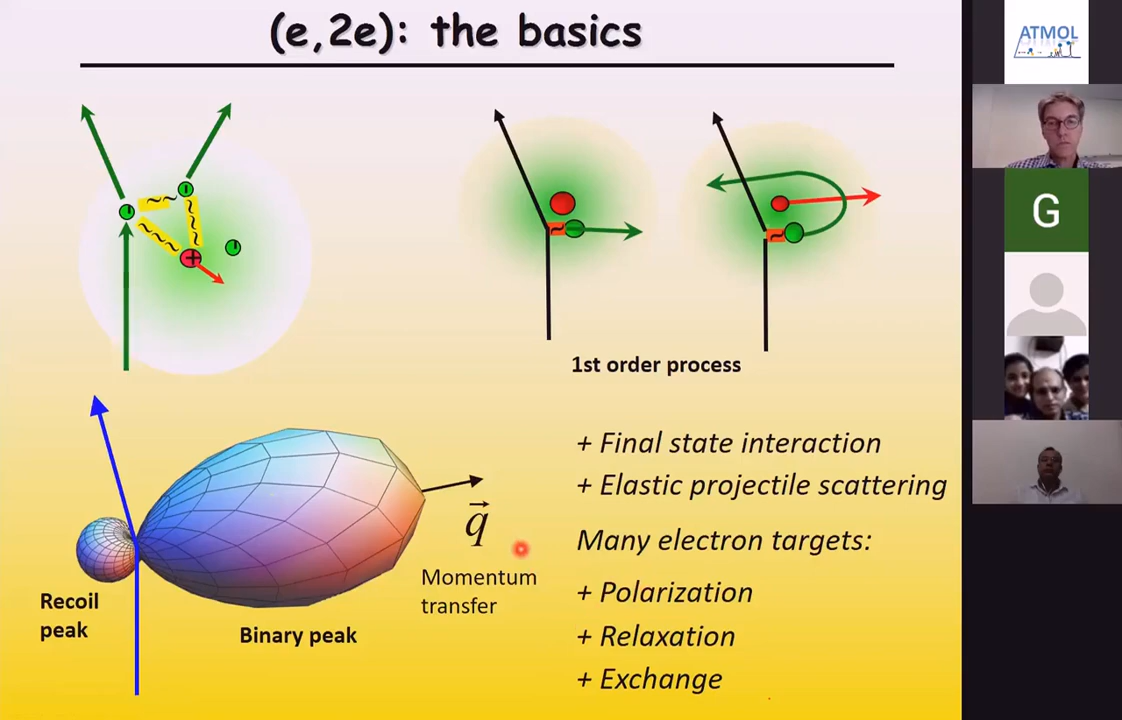 (e,2e): the basics
ATMOL
G
1st order process
+ Final state interaction
+ Elastic projectile scattering
q
Momentum
transfer
Many electron targets:
Recoil
peak
Binary peak
+ Polarization
+ Relaxation
+ Exchange